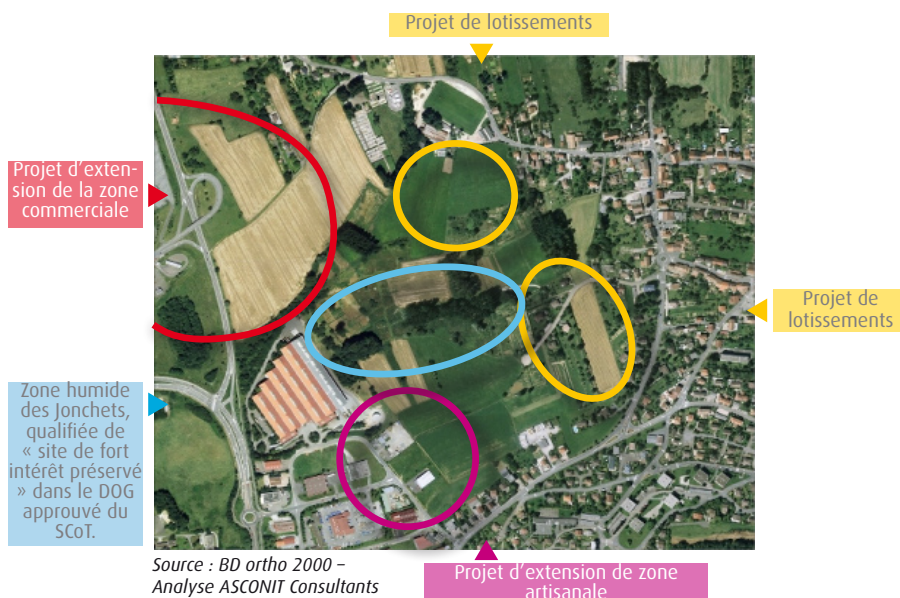 Projet de lotissements
Projet d'exten-
sion de la zone
commerciale
Projet de
lotissements
Zone humide
des Jonchets,
qualifiée de
« site de fort
intérêt préservé
» dans le DOG
approuvé du
SCoT.
Source : BD ortho 2000 –
Analyse ASCONIT Consultants
Projet d'extension de zone
artisanale